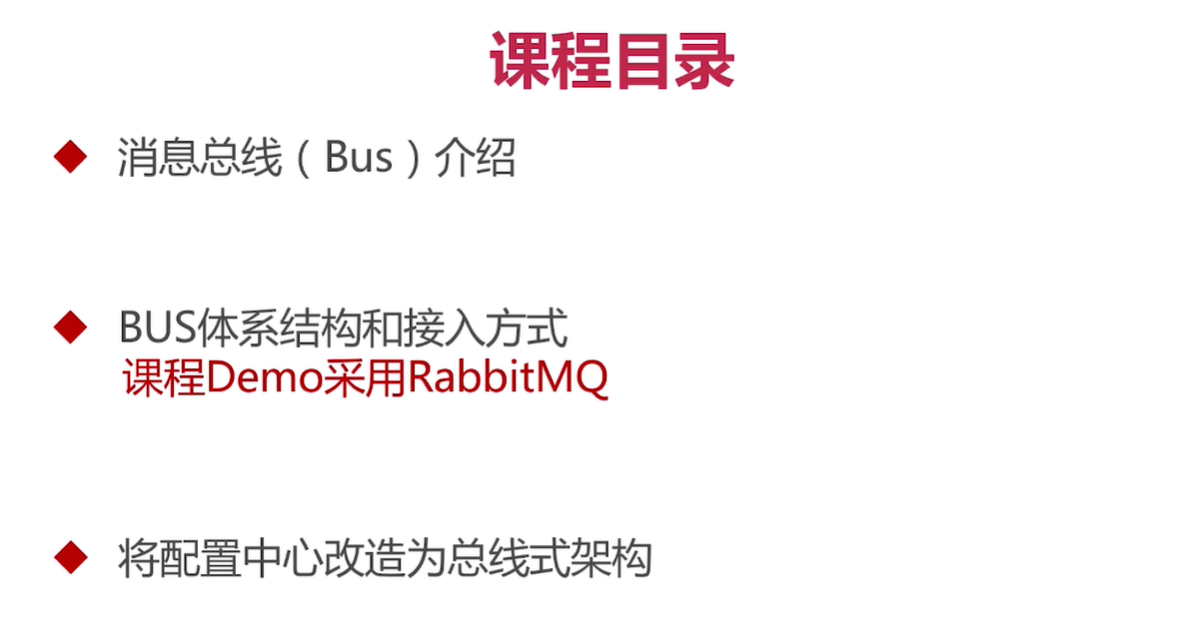 课程目录
消息总线（Bus）介绍
BUS体系结构和接入方式
课程Demo采用RabbitMQ
将配置中心改造为总线式架构